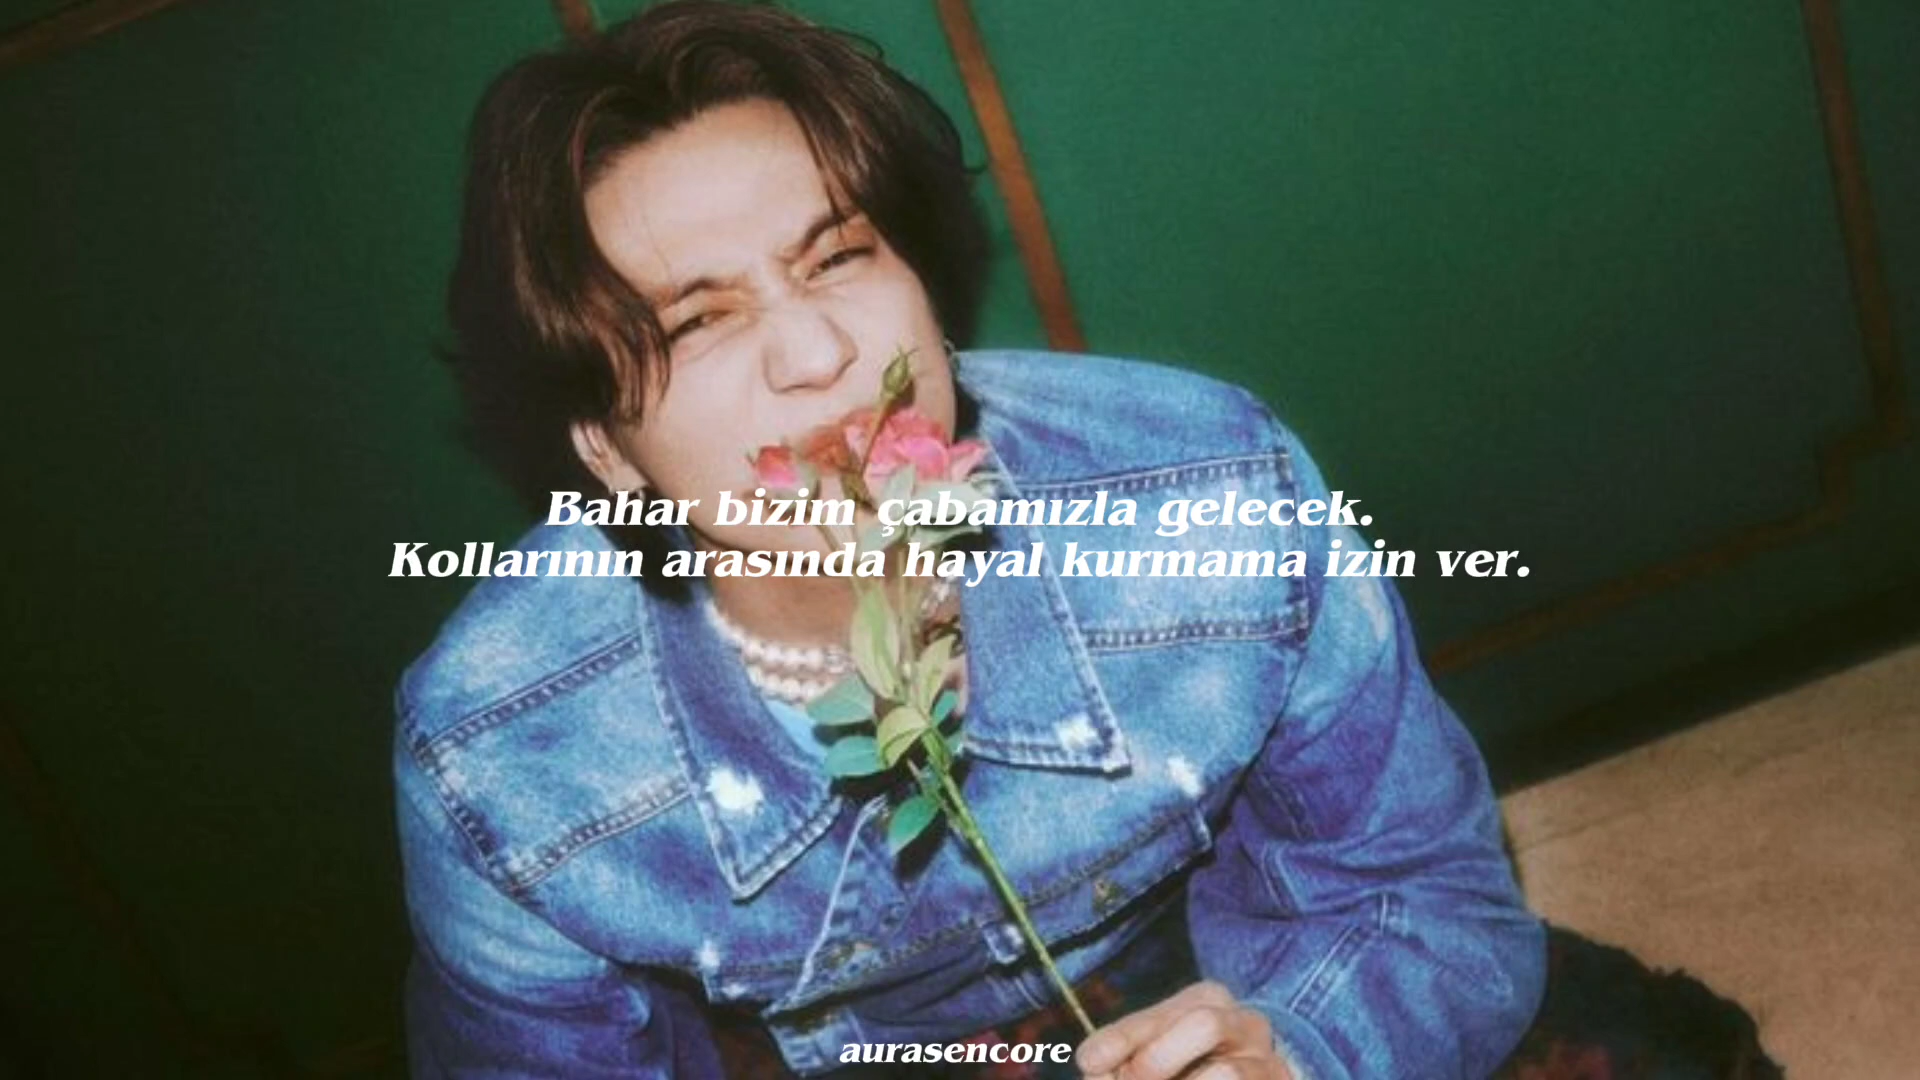 Bahar bizim çabamızla gelecek.
Kollarının arasında hayal kurmama izin ver.
aurasencore